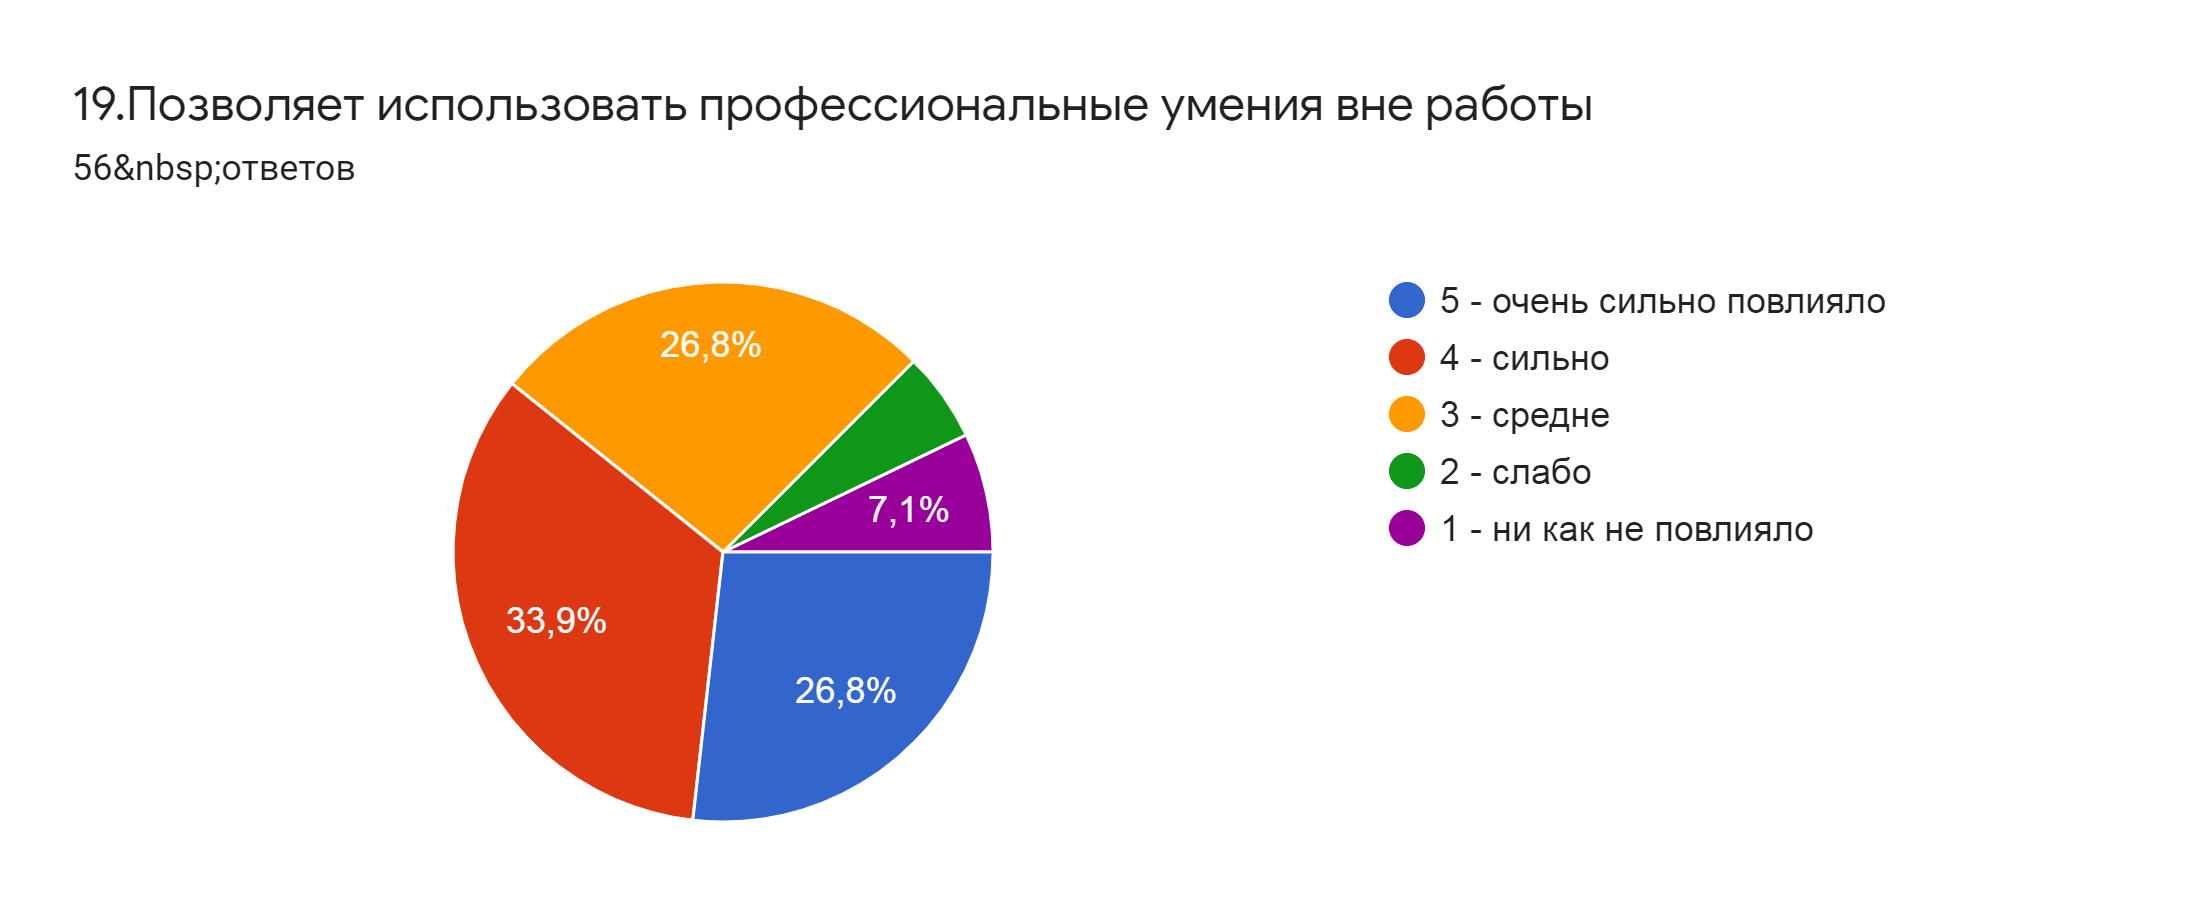 19.Позволяет использовать профессиональные умения вне работы
56&nbsp;ответов
26,8%
7,1%
33,9%
26,8%
5 - очень сильно повлияло
4 - сильно
3 - средне
2 - слабо
1 - ни как не повлияло